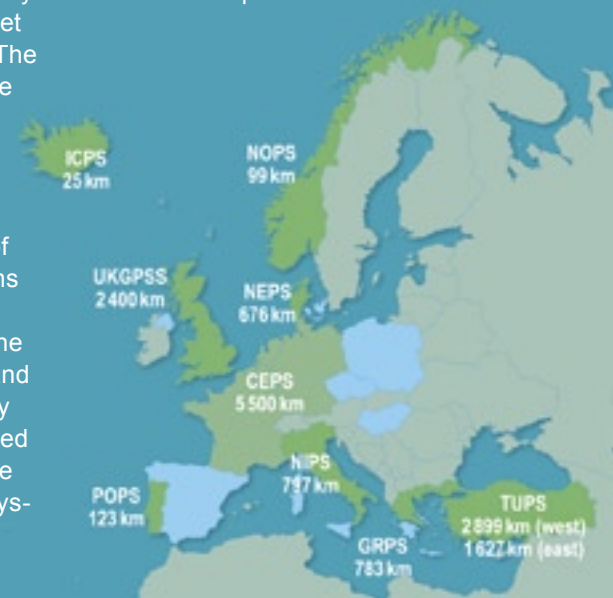 et
The
e
ICPS
25 km
NOPS
99 km
f
ns
UKGPSS
2 400 km
NEPS
676 km
ne
nd
y
ed
e
ys-
CEPS
5 500 km
NIPS
797 km
POPS
123 km
GRPS
783 km
TUPS
2 899 km (west)
1 627 km (east)